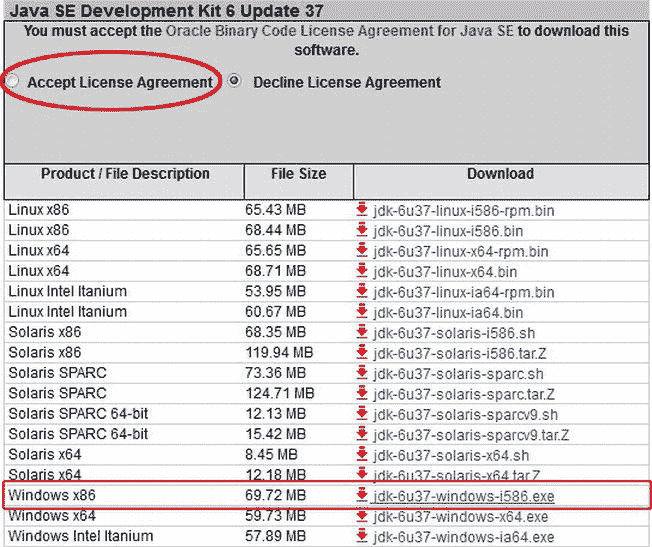 Java SE Development Kit 6 Update 37
You must accept the Oracle Binary Code License Agreement for Java SE to download this
software.
Accept License Agreement Decline License Agreement
Product / File Description File Size Download
Linux x86 65.43 MB jdk-6u37-linux-i586-rpm.bin
Linux x86 68.44 MB jdk-6u37-linux-i586.bin
Linux x64 65.65 MB jdk-6u37-linux-x64-rpm.bin
Linux x64 68.71 MB jdk-6u37-linux-x64.bin
Linux Intel Itanium 53.95 MB jdk-6u37-linux-ia64-rpm.bin
Linux Intel Itanium 60.67 MB jdk-6u37-linux-ia64.bin
Solaris x86 68.35 MB jdk-6u37-solaris-i586.sh
Solaris x86 119.94 MB jdk-6u37-solaris-i586.tar.Z
Solaris SPARC 73.36 MB jdk-6u37-solaris-sparc.sh
Solaris SPARC 124.71 MB jdk-6u37-solaris-sparc.tar.Z
Solaris SPARC 64-bit 12.13 MB jdk-6u37-solaris-sparcv9.sh
Solaris SPARC 64-bit 15.42 MB jdk-6u37-solaris-sparcv9.tar.Z
Solaris x64 8.45 MB jdk-6u37-solaris-x64.sh
Solaris x64 12.18 MB jdk-6u37-solaris-x64.tar.Z
Windows x86 69.72 MB jdk-6u37-windows-i586.exe
Windows x64 59.73 MB jdk-6u37-windows-x64.exe
Windows Intel Itanium 57.89 MB jdk-6u37-windows-ia64.exe